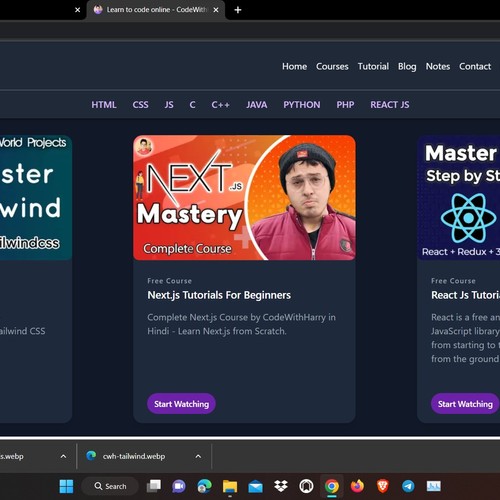 Learn to code online - CodeWith
Home Courses Tutorial Blog Notes Contact
HTML CSS JS C C++ JAVA PYTHON PHP REACT JS
World Projects
wind
tailwindcss
ailwind CSS
NEXT.JS
Mastery
Complete Course
Free Course
Next.js Tutorials For Beginners
Complete Next.js Course by CodeWithHarry in
Hindi - Learn Next.js from Scratch.
Start Watching
Master
Step by St
React + Redux + 3
Free Course
React Js Tutori
React is a free an
JavaScript library
from starting to t
from the ground
Start Watching
s.webp
cwh-tailwind.webp
Search